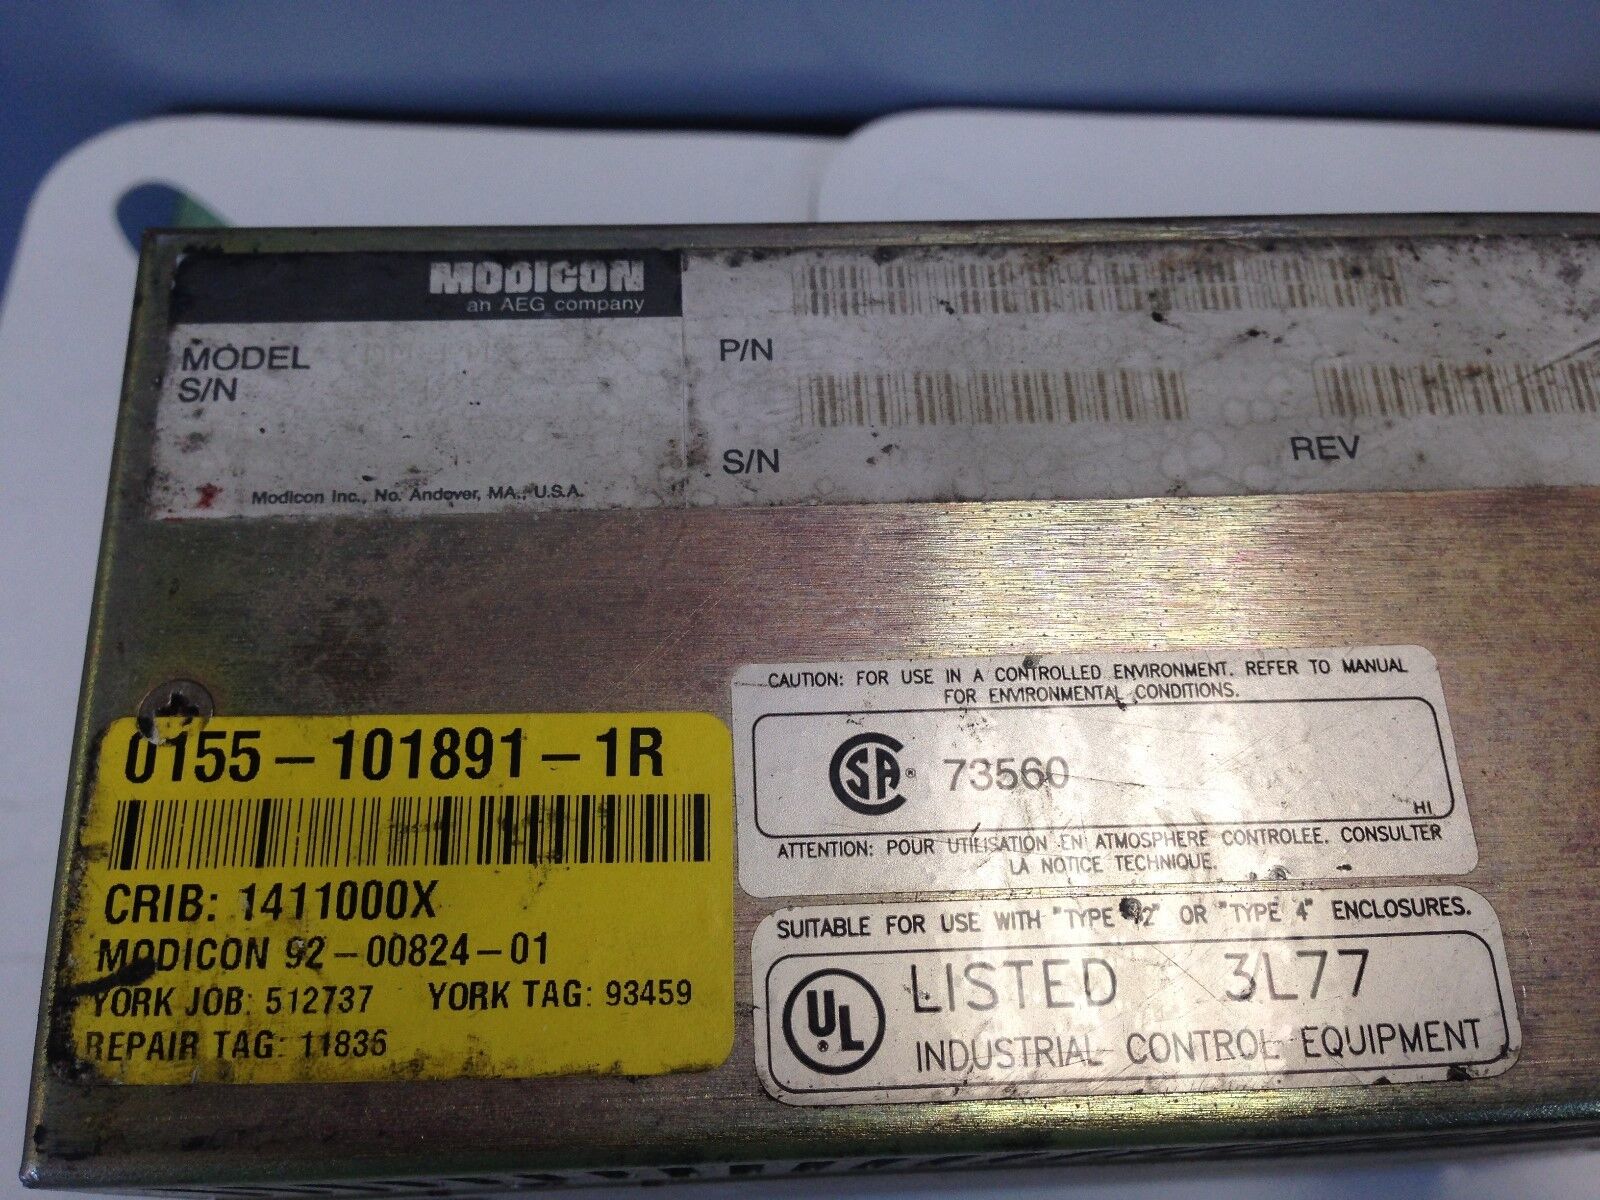 MODICON
an AEG company
MODEL
S/N
Modicon Inc., No. Andover, MA., U.S.A.
P/N
S/N
REV
0155-101891-1R
CRIB: 1411000X
MODICON 92-00824-01
YORK JOB: 512737 YORK TAG: 93459
REPAIR TAG: 11836
CAUTION: FOR USE IN A CONTROLLED ENVIRONMENT. REFER TO MANUAL
FOR ENVIRONMENTAL CONDITIONS.
SA® 73560
HI
ATTENTION: POUR UTILISATION EN ATMOSPHERE CONTROLEE. CONSULTER
LA NOTICE TECHNIQUE.
SUITABLE FOR USE WITH "TYPE 12" OR "TYPE 4" ENCLOSURES.
UL LISTED 3L77
INDUSTRIAL CONTROL EQUIPMENT